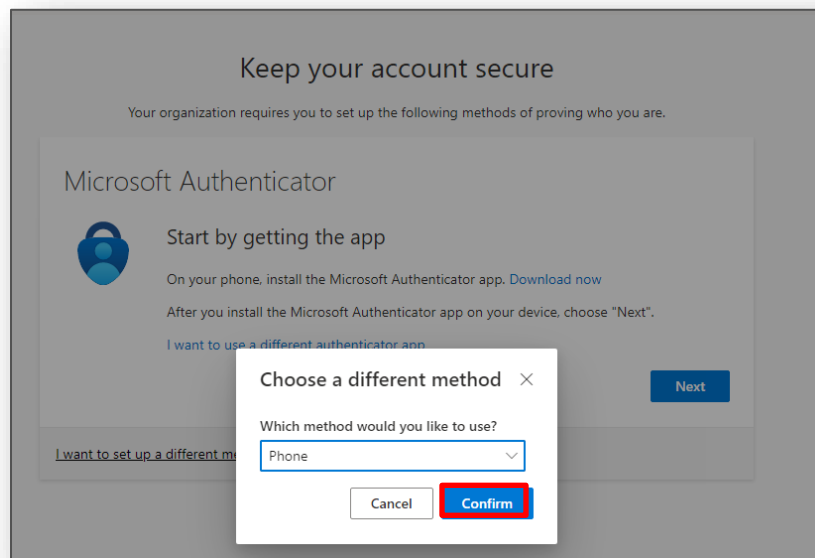 Keep your account secure
Your organization requires you to set up the following methods of proving who you are.
Microsoft Authenticator
Start by getting the app
On your phone, install the Microsoft Authenticator app. Download now
After you install the Microsoft Authenticator app on your device, choose "Next".
I want to use a different authenticator app
Next
I want to set up a different me
Choose a different method
Which method would you like to use?
Phone
Cancel
Confirm